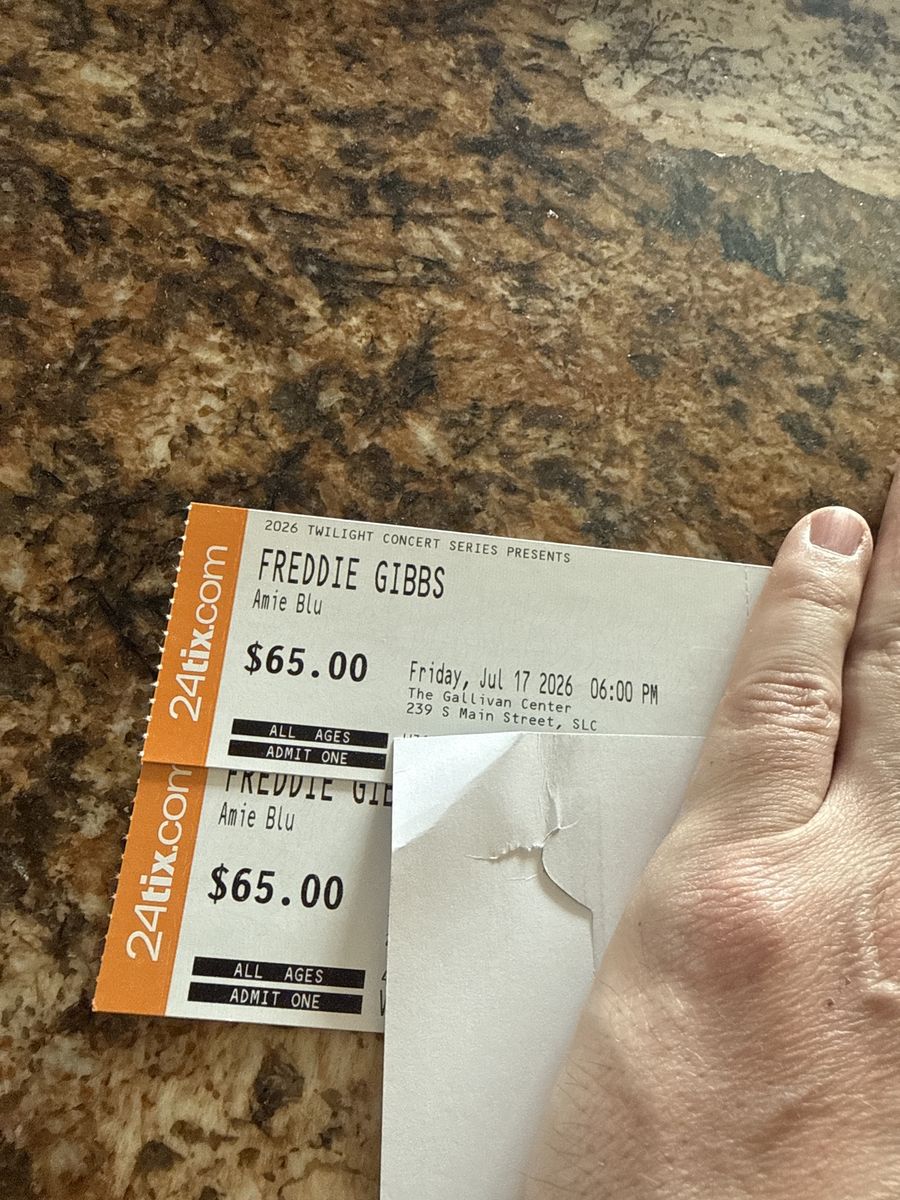 24tix.com
2026 TWILIGHT CONCERT SERIES PRESENTS
FREDDIE GIBBS
Amie Blu
$65.00
Friday, Jul 17 2026 06:00 PM
The Gallivan Center
239 S Main Street, SLC
ALL AGES
ADMIT ONE
24tix.com
FREDDIE GIB
Amie Blu
$65.00
ALL AGES
ADMIT ONE